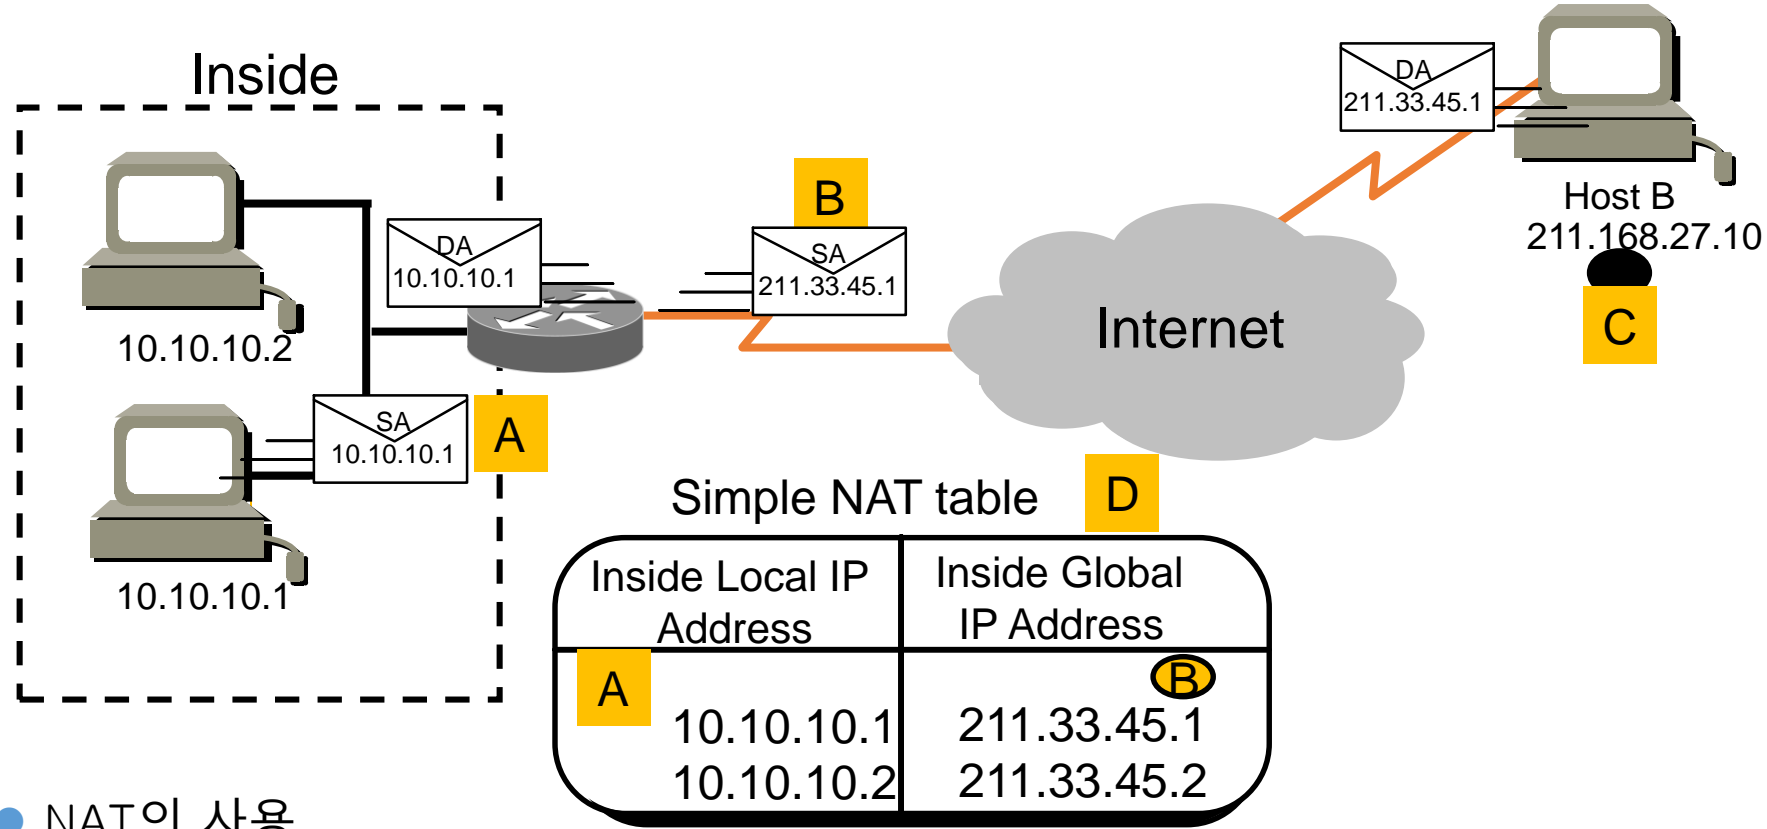 Inside
DA
211.33.45.1
Host B
211.168.27.10
C
B
DA
10.10.10.1
SA
211.33.45.1
10.10.10.2
Internet
SA
10.10.10.1
A
10.10.10.1
Simple NAT table
D
Inside Local IP Address
Inside Global IP Address
A
B
10.10.10.1
211.33.45.1
10.10.10.2
211.33.45.2
NAT의 사용